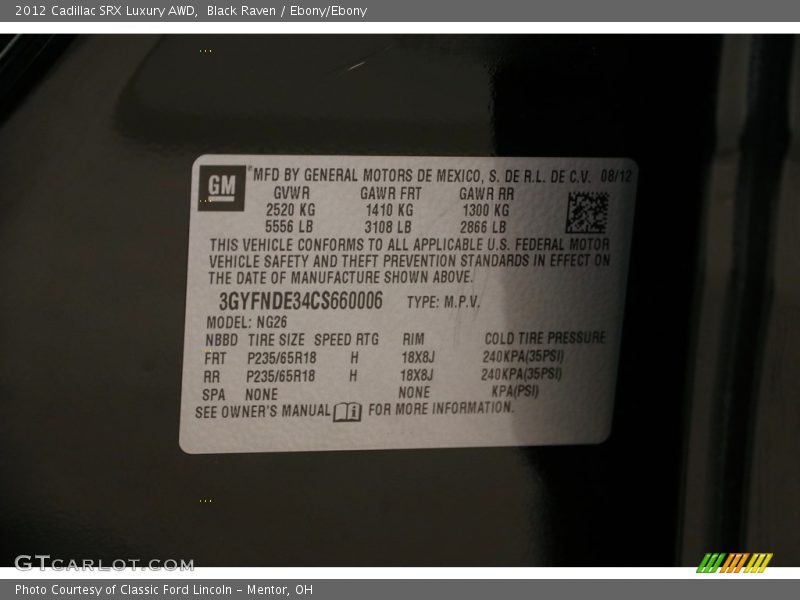 2012 Cadillac SRX Luxury AWD,  Black Raven / Ebony/Ebony
GM
MFD BY GENERAL MOTORS DE MEXICO, S. DE R.L. DE C.V. 08/12
GVWR GAWR FRT GAWR RR
2520 KG 1410 KG 1300 KG
5556 LB 3108 LB 2866 LB
THIS VEHICLE CONFORMS TO ALL APPLICABLE U.S. FEDERAL MOTOR
VEHICLE SAFETY AND THEFT PREVENTION STANDARDS IN EFFECT ON
THE DATE OF MANUFACTURE SHOWN ABOVE.
3GYFNDE34CS660006 TYPE: M.P.V.
MODEL: NG26
NBBD TIRE SIZE SPEED RTG RIM COLD TIRE PRESSURE
FRT P235/65R18 H 18X8J 240KPA(35PSI)
RR P235/65R18 H 18X8J 240KPA(35PSI)
SPA NONE NONE KPA(PSI)
SEE OWNER'S MANUAL FOR MORE INFORMATION.
GTCARLOT.COM
Photo Courtesy of Classic Ford Lincoln - Mentor, OH